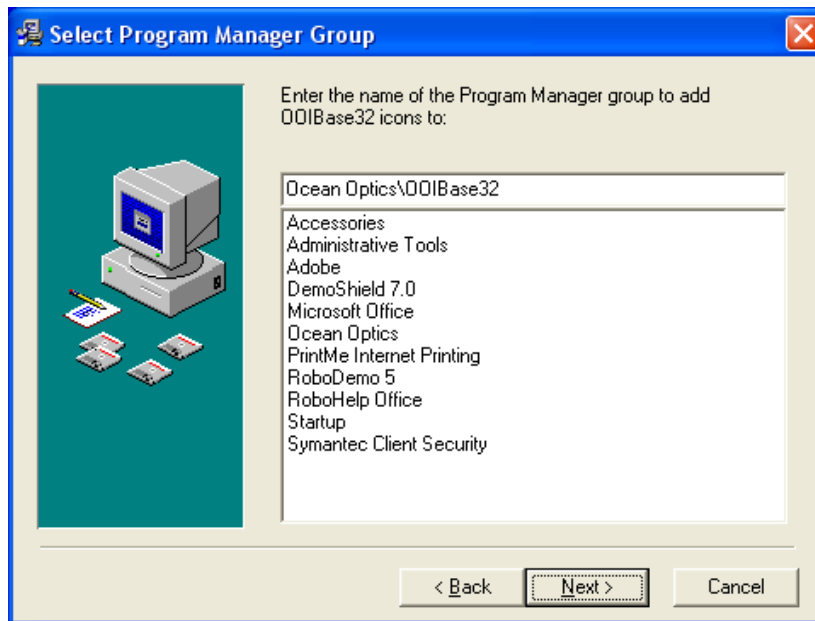 Select Program Manager Group
Enter the name of the Program Manager group to add
OOIBase32 icons to:
Ocean Optics\OOIBase32
Accessories
Administrative Tools
Adobe
DemoShield 7.0
Microsoft Office
Ocean Optics
PrintMe Internet Printing
RoboDemo 5
RoboHelp Office
Startup
Symantec Client Security
< Back
Next >
Cancel